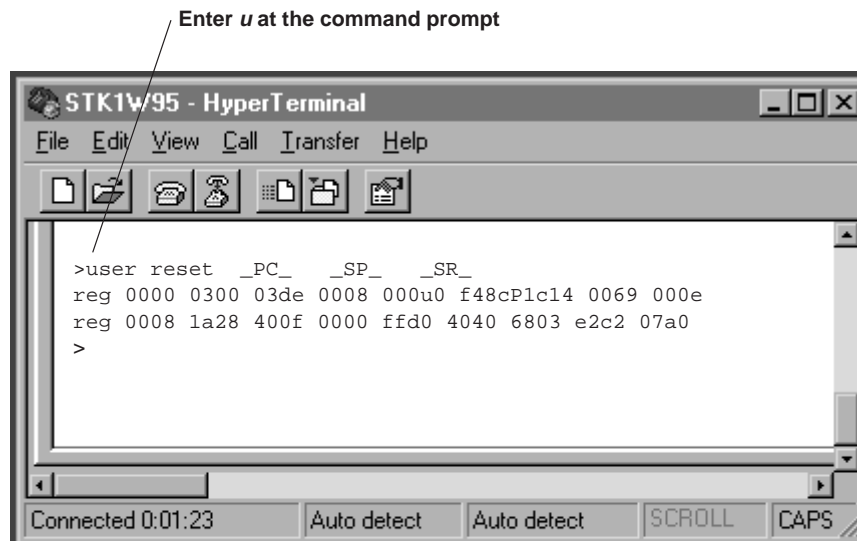 Enter u at the command prompt
STK1W95 - HyperTerminal
File Edit View Call Transfer Help
>user reset _PC_ _SP_ _SR_
reg 0000 0300 03de 0008 000u0 f48cP1c14 0069 000e
reg 0008 1a28 400f 0000 ffd0 4040 6803 e2c2 07a0
>
Connected 0:01:23 Auto detect Auto detect SCROLL CAPS